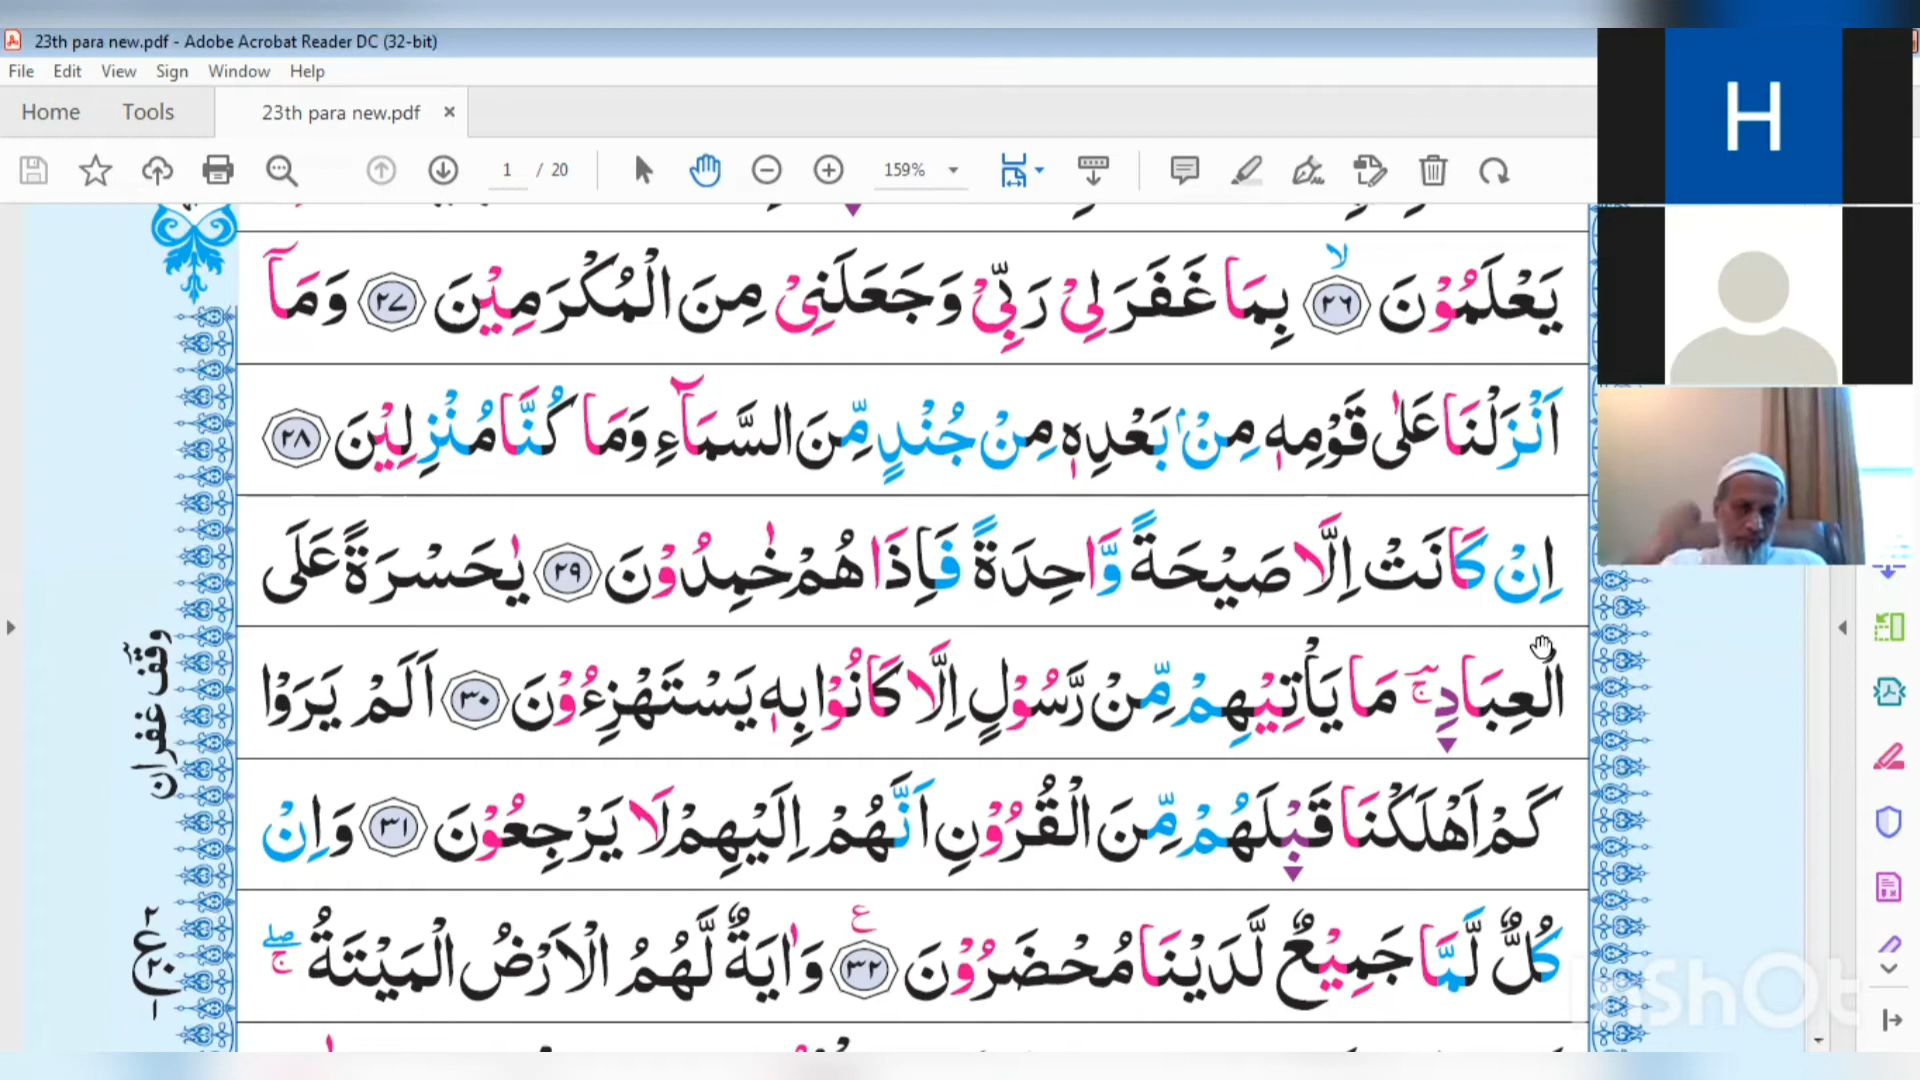 23th para new.pdf - Adobe Acrobat Reader DC (32-bit)
File Edit View Sign Window Help
Home Tools 23th para new.pdf ×
1 / 20 159%
H
يَعْلَمُوْنَ ۙ‏﴿۲۶﴾ بِمَا غَفَرَ لِیْ رَبِّیْ وَجَعَلَنِیْ مِنَ الْمُكْرَمِیْنَ ﴿۲۷﴾ وَمَاۤ
اَنْزَلْنَا عَلٰی قَوْمِهٖ مِنْۢ بَعْدِهٖ مِنْ جُنْدٍ مِّنَ السَّمَآءِ وَمَا كُنَّا مُنْزِلِیْنَ ﴿۲۸﴾
اِنْ كَانَتْ اِلَّا صَیْحَةً وَّاحِدَةً فَاِذَا هُمْ خٰمِدُوْنَ ﴿۲۹﴾ یٰحَسْرَةً عَلَی
الْعِبَادِ ۚؔ مَا یَاْتِیْهِمْ مِّنْ رَّسُوْلٍ اِلَّا كَانُوْا بِهٖ یَسْتَهْزِءُوْنَ ﴿۳۰﴾ اَلَمْ یَرَوْا
كَمْ اَهْلَكْنَا قَبْلَهُمْ مِّنَ الْقُرُوْنِ اَنَّهُمْ اِلَیْهِمْ لَا یَرْجِعُوْنَ ﴿۳۱﴾ وَاِنْ
كُلٌّ لَّمَّا جَمِیْعٌ لَّدَیْنَا مُحْضَرُوْنَ ﴿۳۲﴾ ع وَاٰیَةٌ لَّهُمُ الْاَرْضُ الْمَیْتَةُ ۖۚ
وقف غفران
InShOt